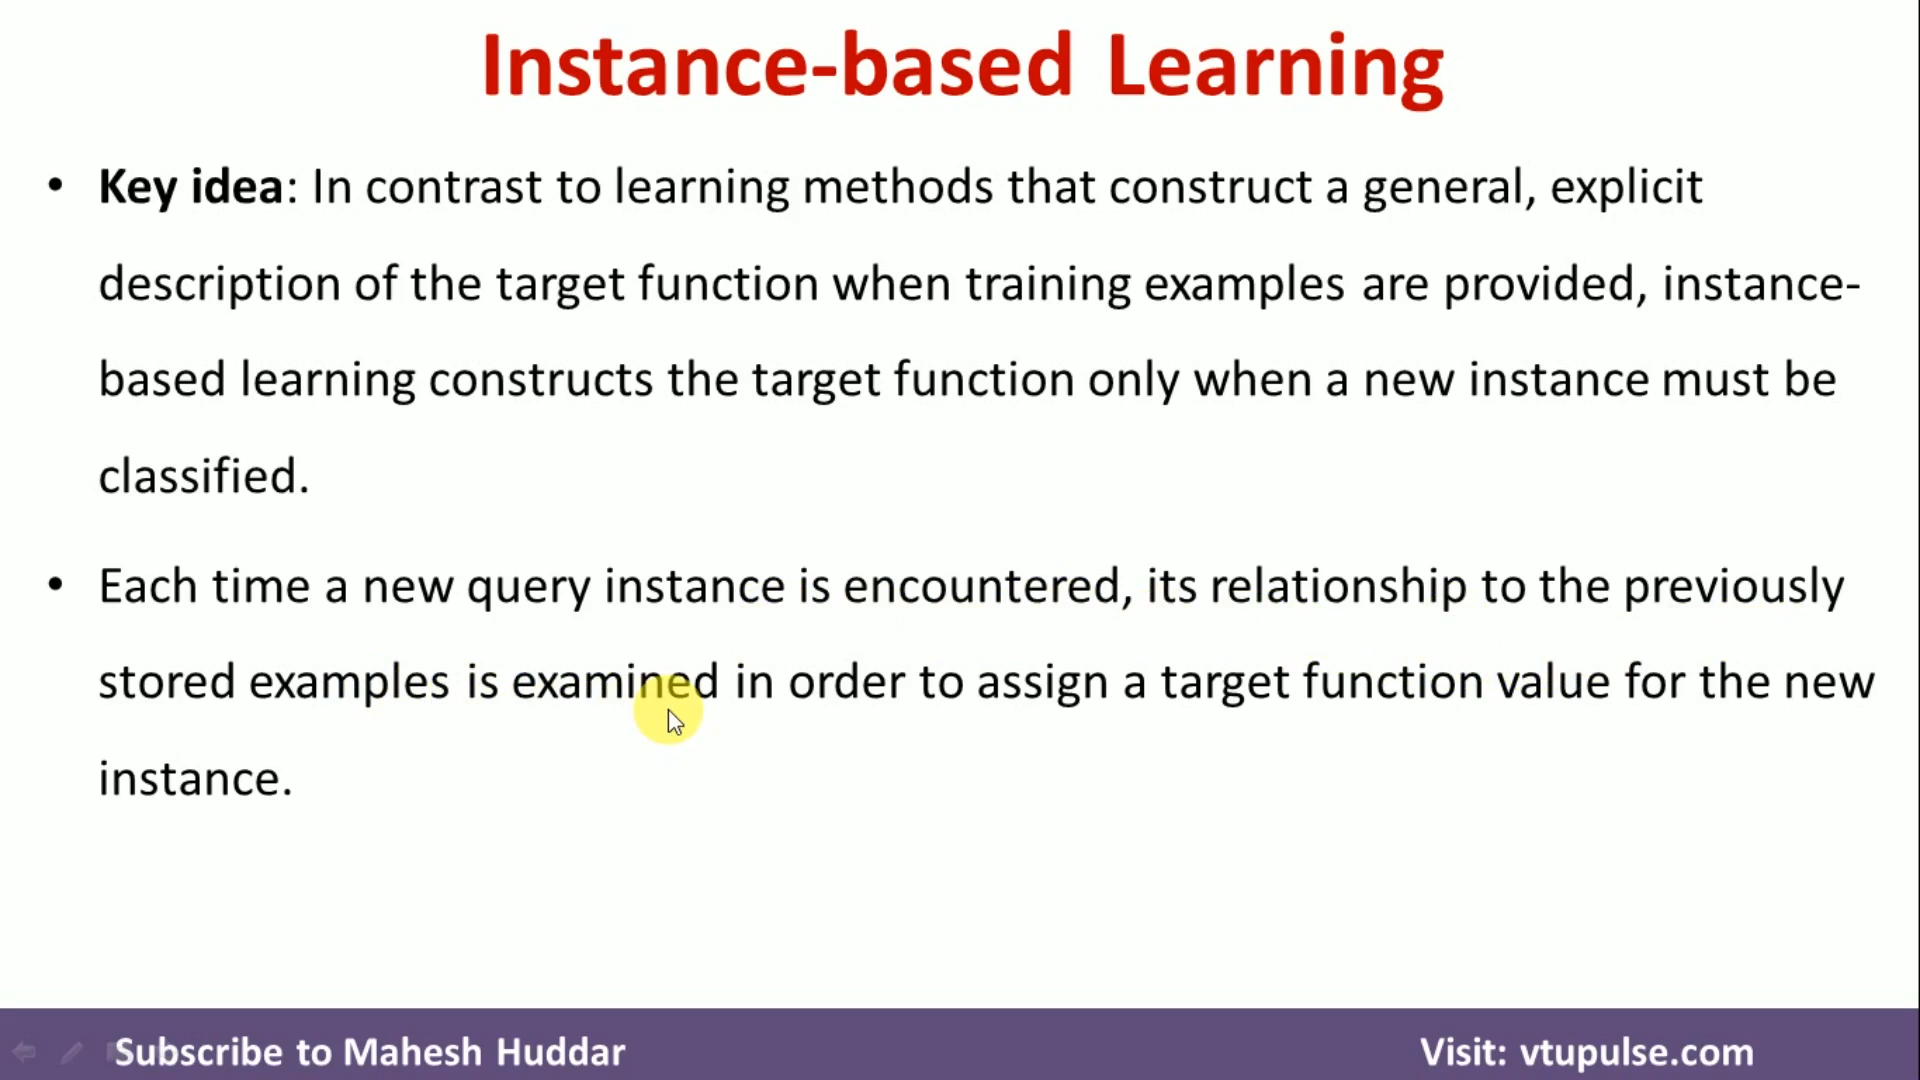 Instance-based Learning
• Key idea: In contrast to learning methods that construct a general, explicit
description of the target function when training examples are provided, instance-
based learning constructs the target function only when a new instance must be
classified.
• Each time a new query instance is encountered, its relationship to the previously
stored examples is examined in order to assign a target function value for the new
instance.
Subscribe to Mahesh Huddar
Visit: vtupulse.com